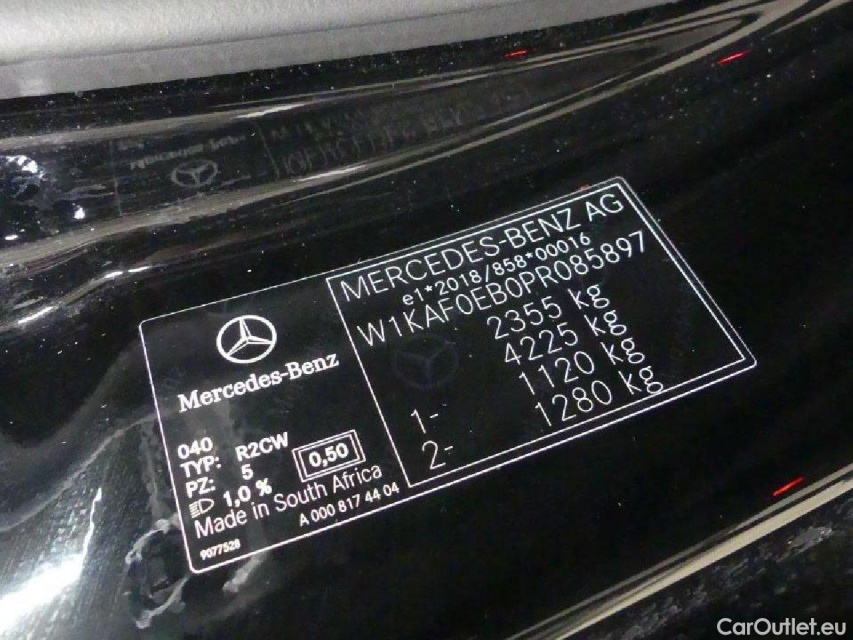 MERCEDES-BENZ AG
e1*2018/858*00016
W1KAF0EB0PR085897
2355 kg
4225 kg
1- 1120 kg
2- 1280 kg
Mercedes-Benz
040
TYP: R2CW
PZ: 5 0,50
1,0 %
Made in South Africa
A 000 817 44 04
9077528
CarOutlet.eu